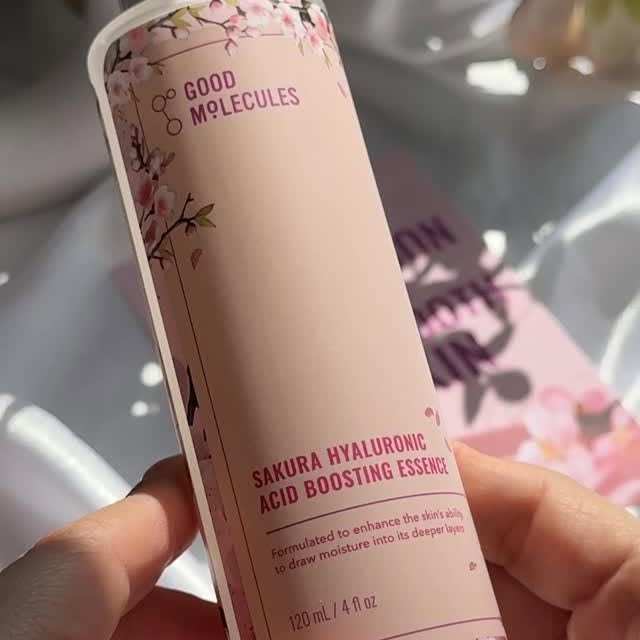 GOOD
MOLECULES
SAKURA HYALURONIC
ACID BOOSTING ESSENCE
Formulated to enhance the skin's ability
to draw moisture into its deeper layers
120 mL / 4 fl oz